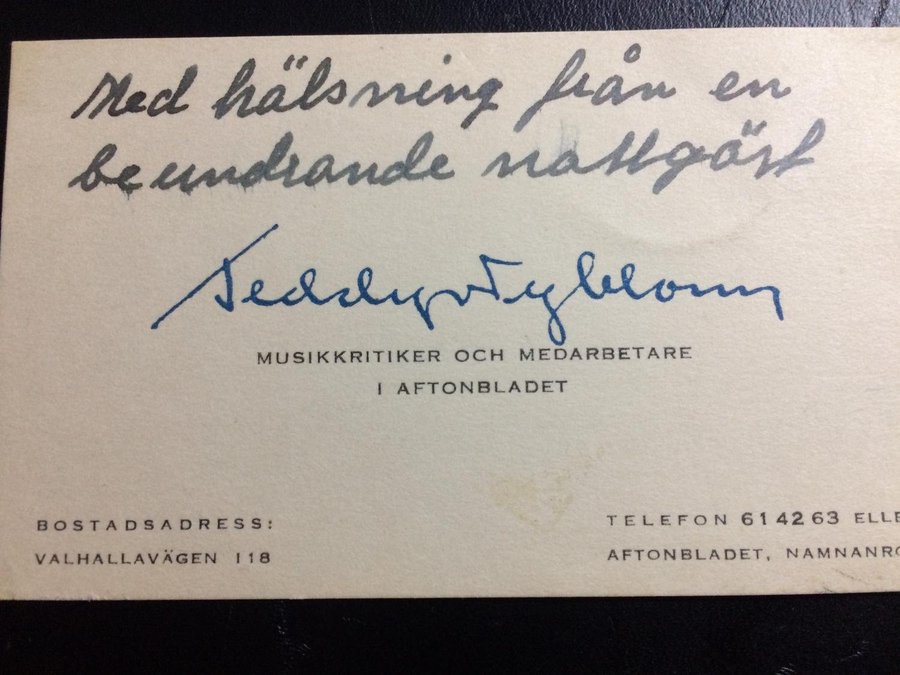 Med hälsning från en
beundrande nattgäst
Teddy Nyblom
MUSIKKRITIKER OCH MEDARBETARE
I AFTONBLADET
BOSTADSADRESS:
VALHALLAVÄGEN 118
TELEFON 61 42 63 ELLE
AFTONBLADET, NAMNANRO